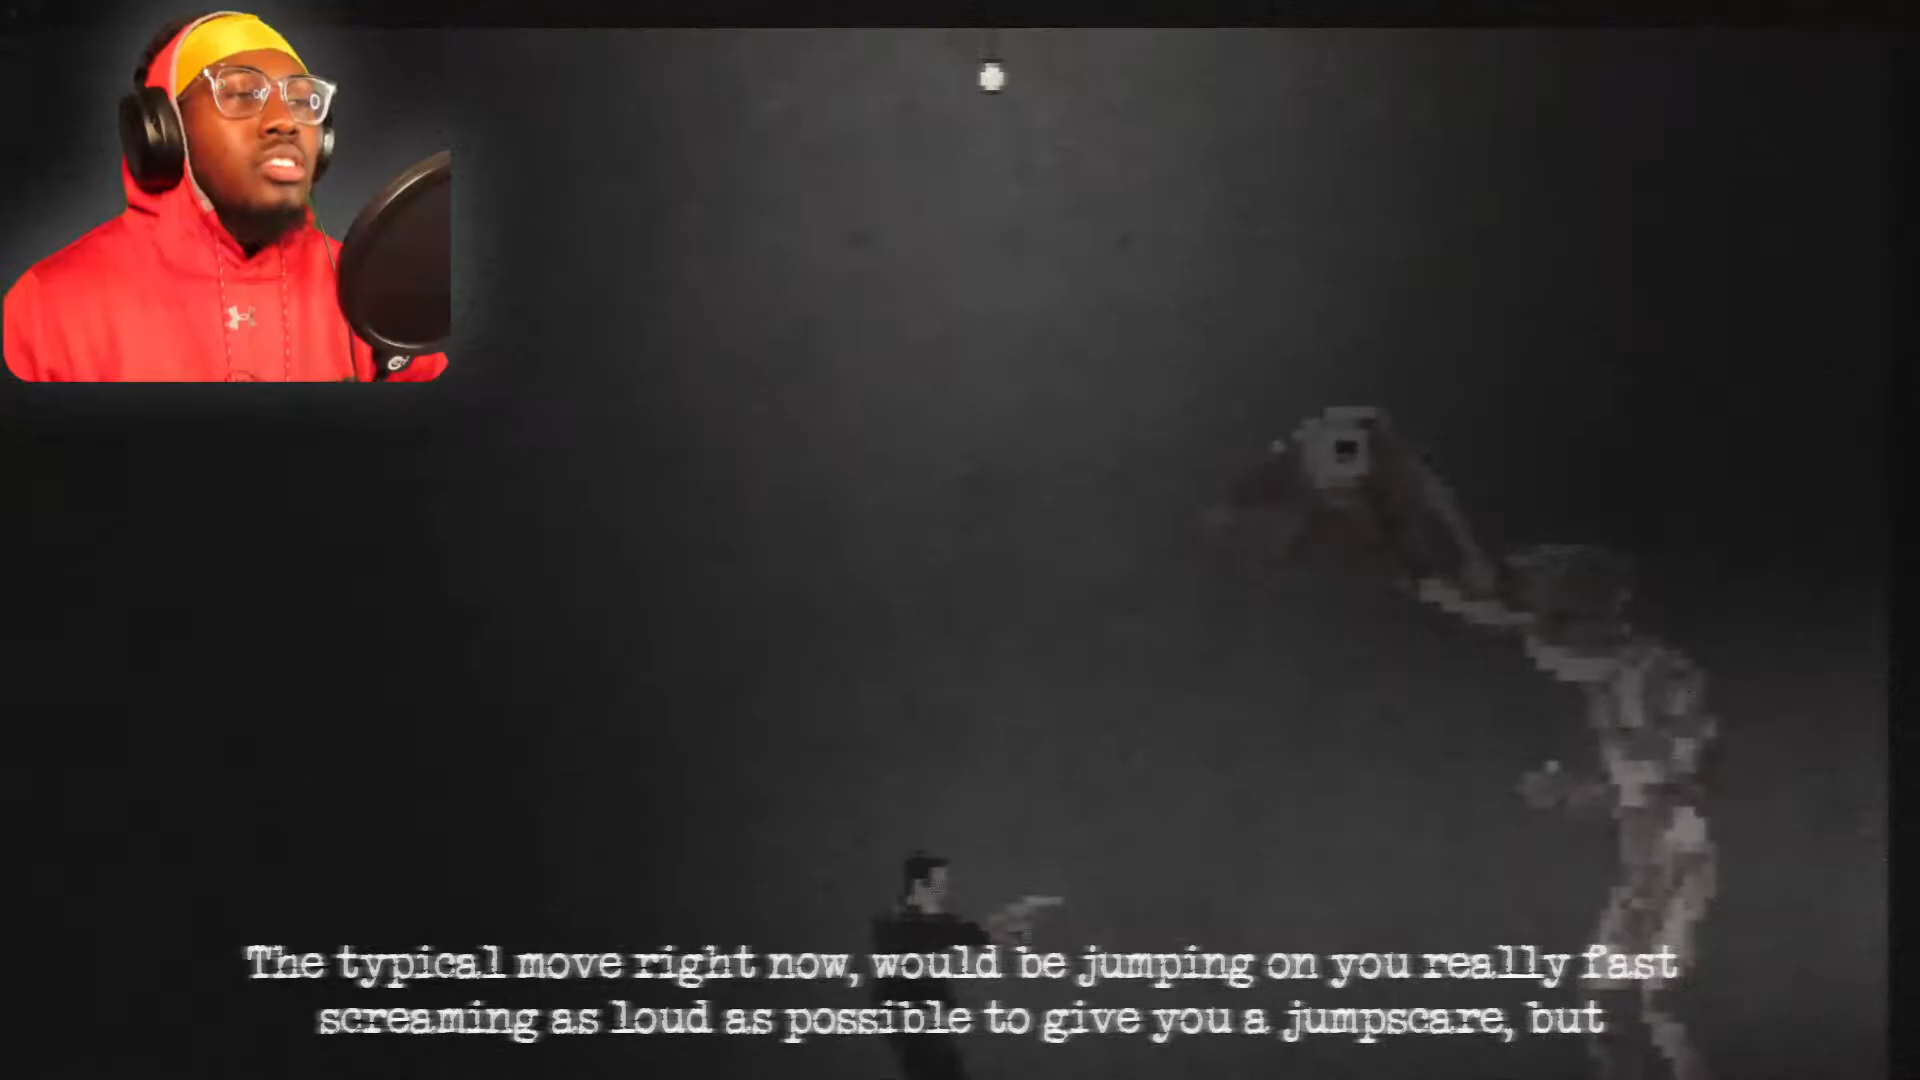 The typical move right now, would be jumping on you really fast
screaming as loud as possible to give you a jumpscare, but